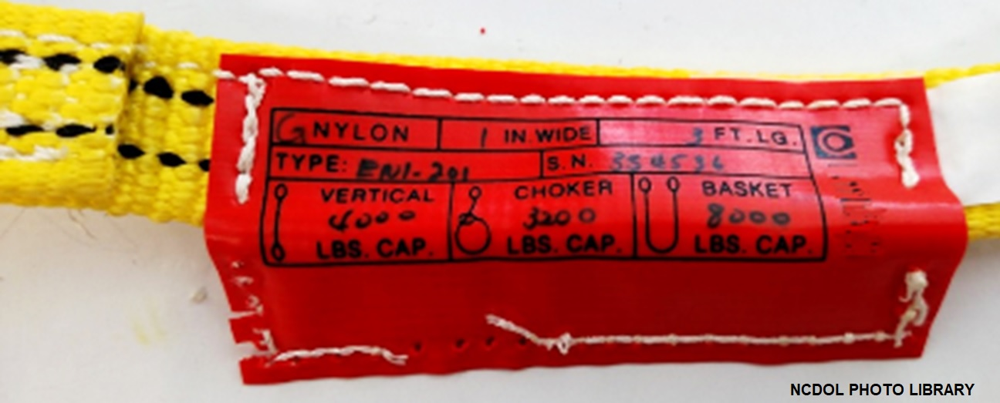 G NYLON 1 IN. WIDE 3 FT. LG.
TYPE: EN1-201 S.N. 354536
VERTICAL CHOKER BASKET
4000 3200 8000
LBS. CAP. LBS. CAP. LBS. CAP.
NCDOL PHOTO LIBRARY